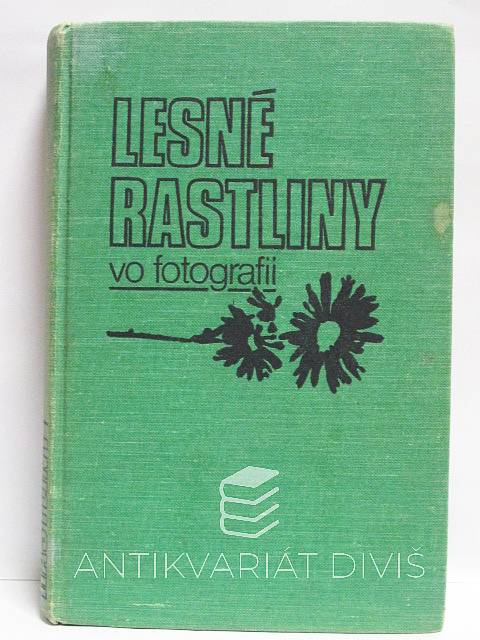 LESNÉ
RASTLINY
vo fotografii
ANTIKVARIÁT DIVIŠ